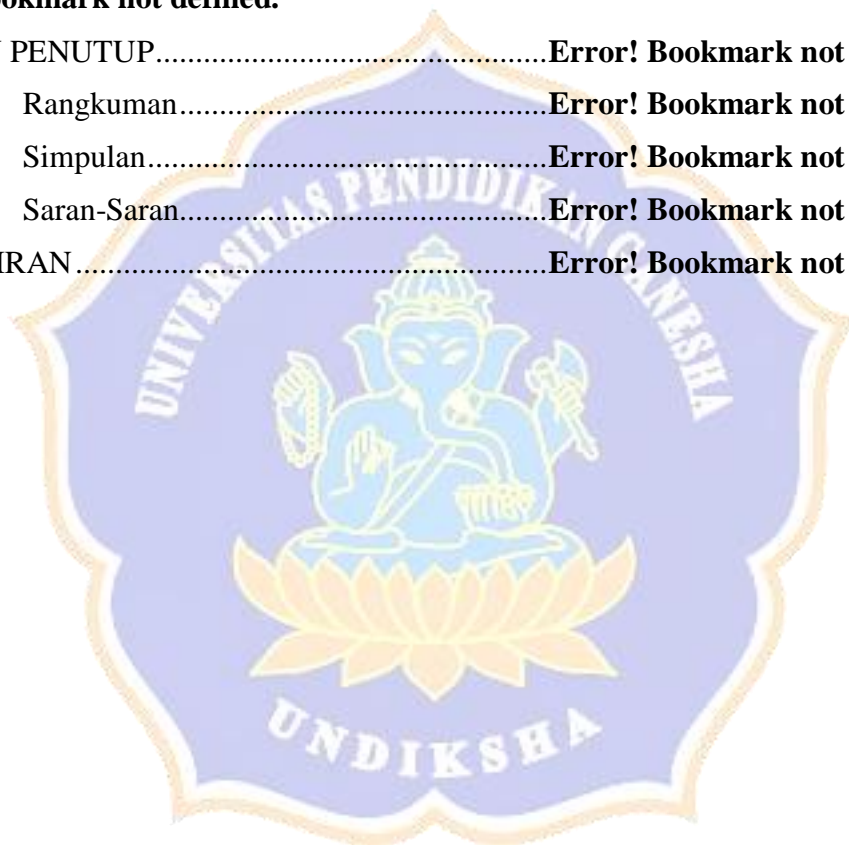 ookmark not defined.
PENUTUP.................................................Error! Bookmark not
Rangkuman..............................................Error! Bookmark not
Simpulan..................................................Error! Bookmark not
Saran-Saran..............................................Error! Bookmark not
IRAN...........................................................Error! Bookmark not
UNIVERSITAS PENDIDIKAN GANESHA
UNDIKSHA